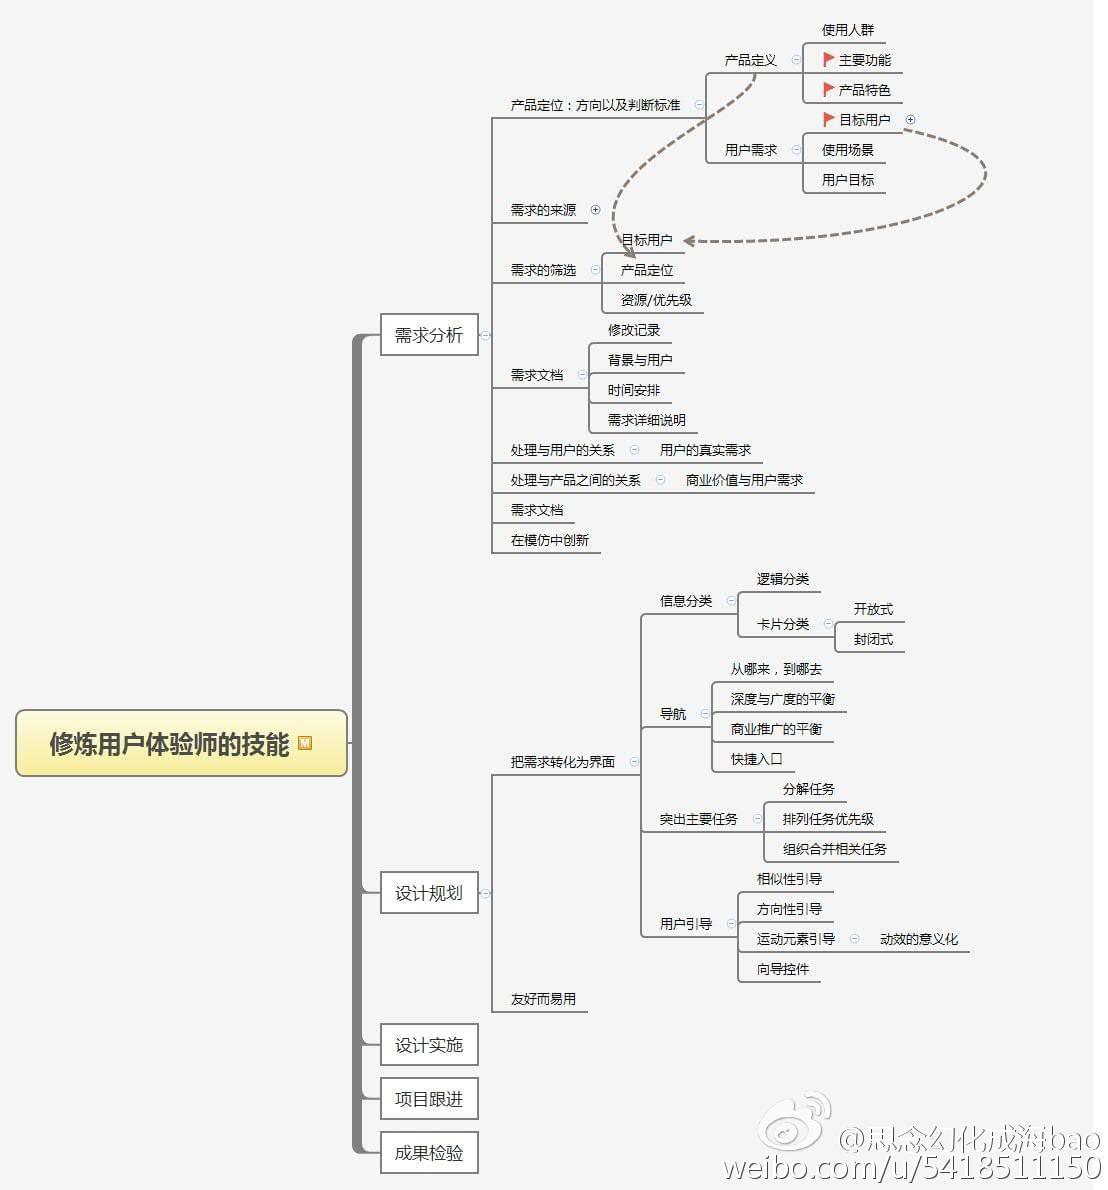 修炼用户体验师的技能
M
需求分析
产品定位：方向以及判断标准
产品定义
使用人群
主要功能
产品特色
用户需求
目标用户
使用场景
用户目标
需求的来源
需求的筛选
目标用户
产品定位
资源/优先级
需求文档
修改记录
背景与用户
时间安排
需求详细说明
处理与用户的关系
用户的真实需求
处理与产品之间的关系
商业价值与用户需求
需求文档
在模仿中创新
设计规划
把需求转化为界面
信息分类
逻辑分类
卡片分类
开放式
封闭式
导航
从哪来，到哪去
深度与广度的平衡
商业推广的平衡
快捷入口
突出主要任务
分解任务
排列任务优先级
组织合并相关任务
用户引导
相似性引导
方向性引导
运动元素引导
动效的意义化
向导控件
友好而易用
设计实施
项目跟进
成果检验
@思念幻化成海bao
weibo.com/u/5418511150